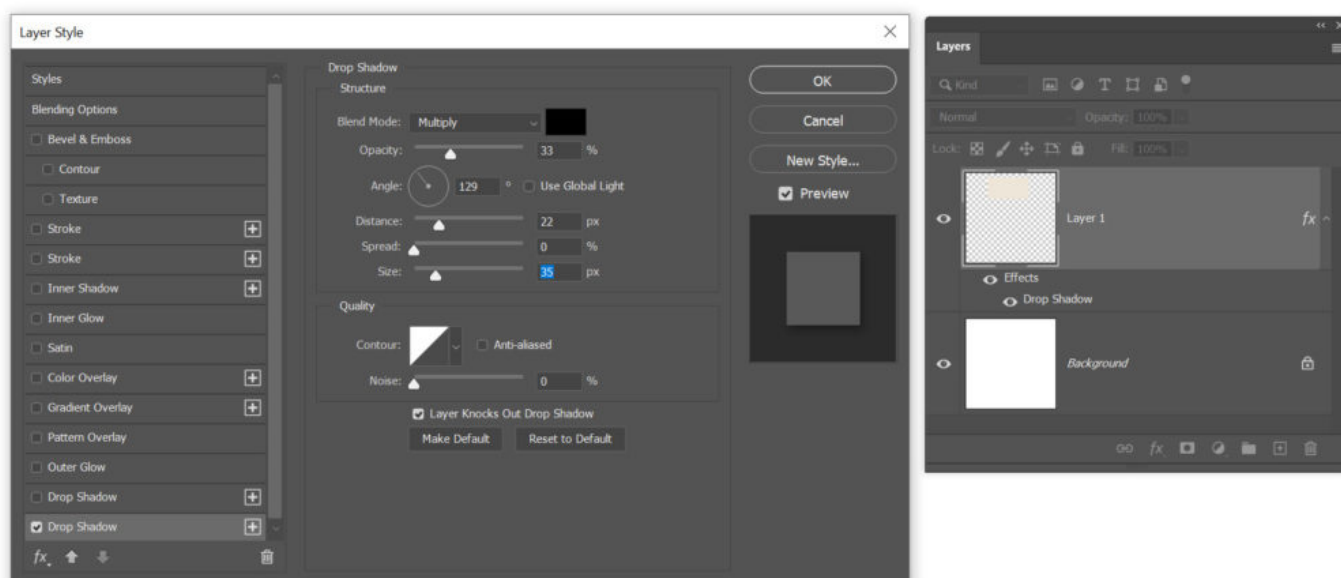 Layer Style
Styles
Blending Options
Bevel & Emboss
Contour
Texture
Stroke
Stroke
Inner Shadow
Inner Glow
Satin
Color Overlay
Gradient Overlay
Pattern Overlay
Outer Glow
Drop Shadow
Drop Shadow
fx
Drop Shadow
Structure
Blend Mode: Multiply
Opacity: 33 %
Angle: 129 ° Use Global Light
Distance: 22 px
Spread: 0 %
Size: 35 px
Quality
Contour: Anti-aliased
Noise: 0 %
Layer Knocks Out Drop Shadow
Make Default Reset to Default
OK
Cancel
New Style...
Preview
Layers
Kind
Normal Opacity: 100%
Lock: Fill: 100%
Layer 1 fx
Effects
Drop Shadow
Background
fx